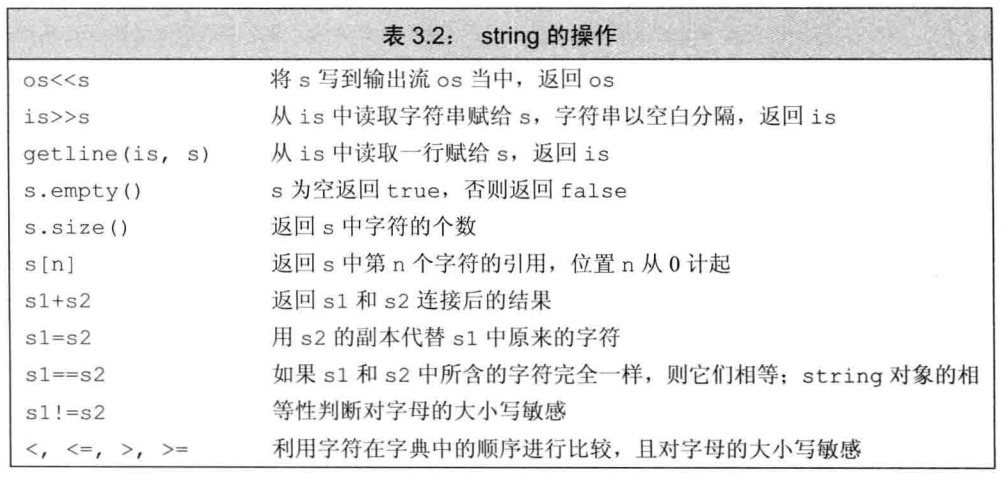 表 3.2： string 的操作
os<<s 将 s 写到输出流 os 当中，返回 os
is>>s 从 is 中读取字符串赋给 s，字符串以空白分隔，返回 is
getline(is, s) 从 is 中读取一行赋给 s，返回 is
s.empty() s 为空返回 true，否则返回 false
s.size() 返回 s 中字符的个数
s[n] 返回 s 中第 n 个字符的引用，位置 n 从 0 计起
s1+s2 返回 s1 和 s2 连接后的结果
s1=s2 用 s2 的副本代替 s1 中原来的字符
s1==s2 如果 s1 和 s2 中所含的字符完全一样，则它们相等；string 对象的相
s1!=s2 等性判断对字母的大小写敏感
<, <=, >, >= 利用字符在字典中的顺序进行比较，且对字母的大小写敏感